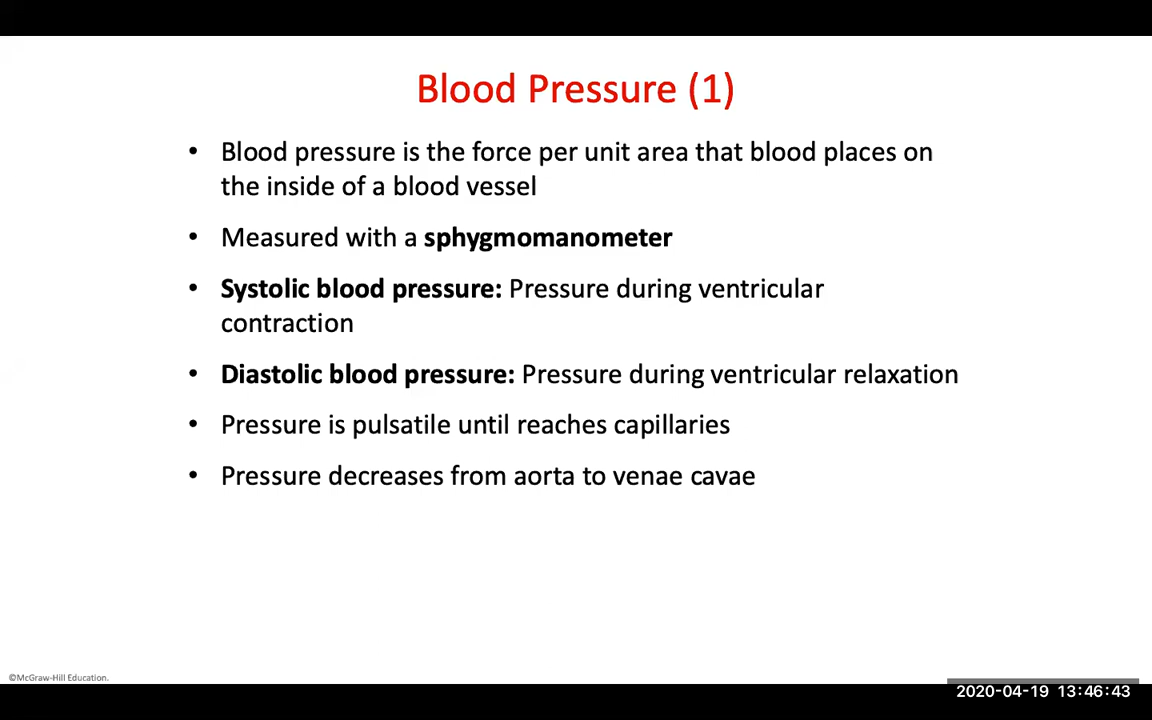 Blood Pressure (1)
• Blood pressure is the force per unit area that blood places on
the inside of a blood vessel
• Measured with a sphygmomanometer
• Systolic blood pressure: Pressure during ventricular
contraction
• Diastolic blood pressure: Pressure during ventricular relaxation
• Pressure is pulsatile until reaches capillaries
• Pressure decreases from aorta to venae cavae
©McGraw-Hill Education.
2020-04-19 13:46:43